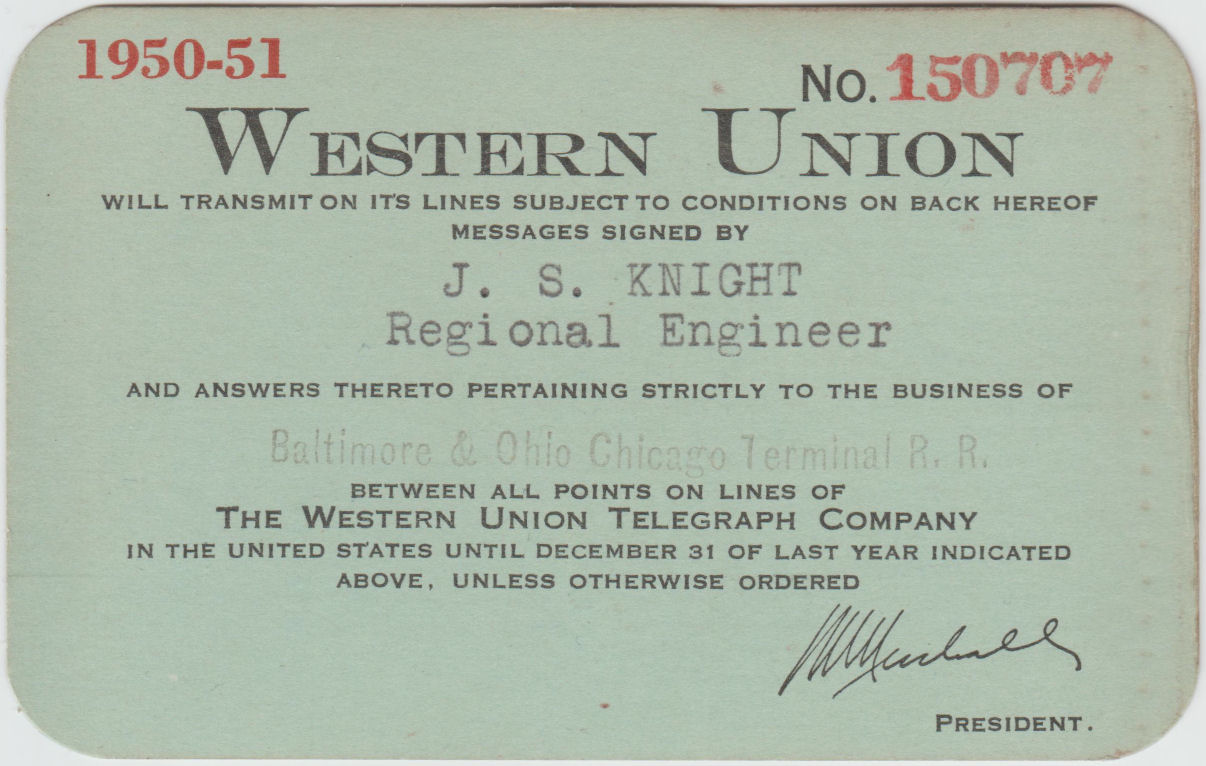 1950-51
No. 150707
WESTERN UNION
WILL TRANSMIT ON IT'S LINES SUBJECT TO CONDITIONS ON BACK HEREOF
MESSAGES SIGNED BY
J. S. KNIGHT
Regional Engineer
AND ANSWERS THERETO PERTAINING STRICTLY TO THE BUSINESS OF
Baltimore & Ohio Chicago Terminal R. R.
BETWEEN ALL POINTS ON LINES OF
THE WESTERN UNION TELEGRAPH COMPANY
IN THE UNITED STATES UNTIL DECEMBER 31 OF LAST YEAR INDICATED
ABOVE, UNLESS OTHERWISE ORDERED
PRESIDENT.